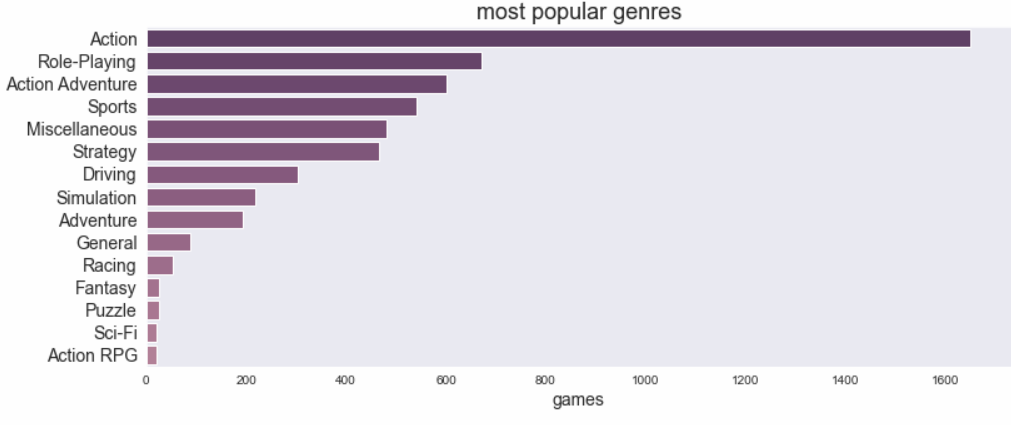 most popular genres
Action
Role-Playing
Action Adventure
Sports
Miscellaneous
Strategy
Driving
Simulation
Adventure
General
Racing
Fantasy
Puzzle
Sci-Fi
Action RPG
0 200 400 600 800 1000 1200 1400 1600
games